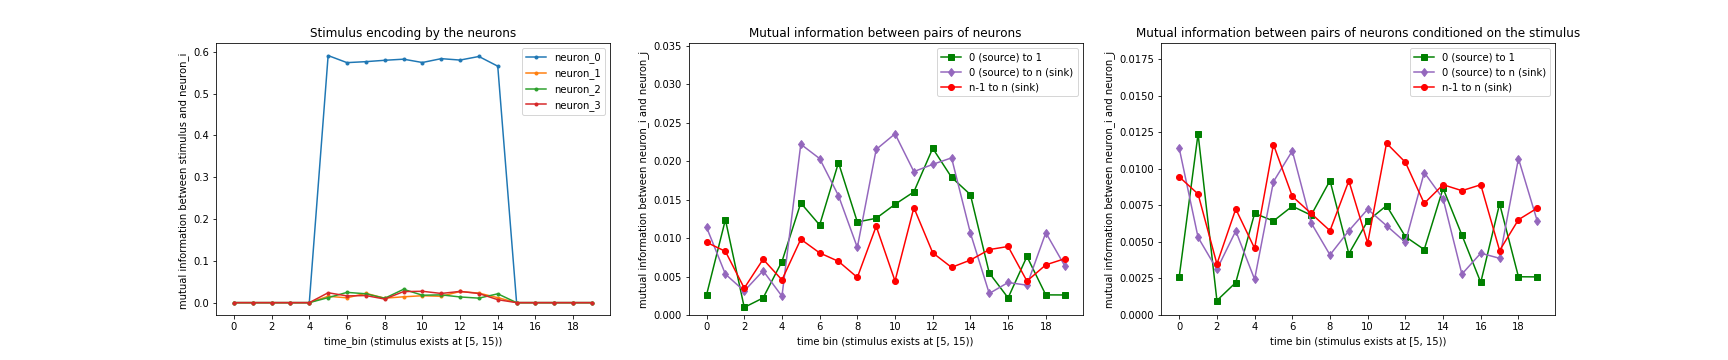 Stimulus encoding by the neurons
mutual information between stimulus and neuron_i
0.6
0.5
0.4
0.3
0.2
0.1
0.0
0 2 4 6 8 10 12 14 16 18
time_bin (stimulus exists at [5, 15))
neuron_0
neuron_1
neuron_2
neuron_3
Mutual information between pairs of neurons
mutual information between neuron_i and neuron_j
0.035
0.030
0.025
0.020
0.015
0.010
0.005
0.000
0 2 4 6 8 10 12 14 16 18
time bin (stimulus exists at [5, 15))
0 (source) to 1
0 (source) to n (sink)
n-1 to n (sink)
Mutual information between pairs of neurons conditioned on the stimulus
mutual information between neuron_i and neuron_j
0.0175
0.0150
0.0125
0.0100
0.0075
0.0050
0.0025
0.0000
0 2 4 6 8 10 12 14 16 18
time bin (stimulus exists at [5, 15))
0 (source) to 1
0 (source) to n (sink)
n-1 to n (sink)